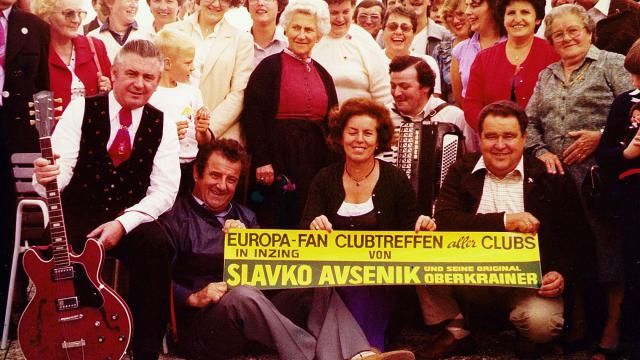 EUROPA-FAN CLUBTREFFEN aller CLUBS
IN INZING VON
SLAVKO AVSENIK UND SEINE ORIGINAL OBERKRAINER